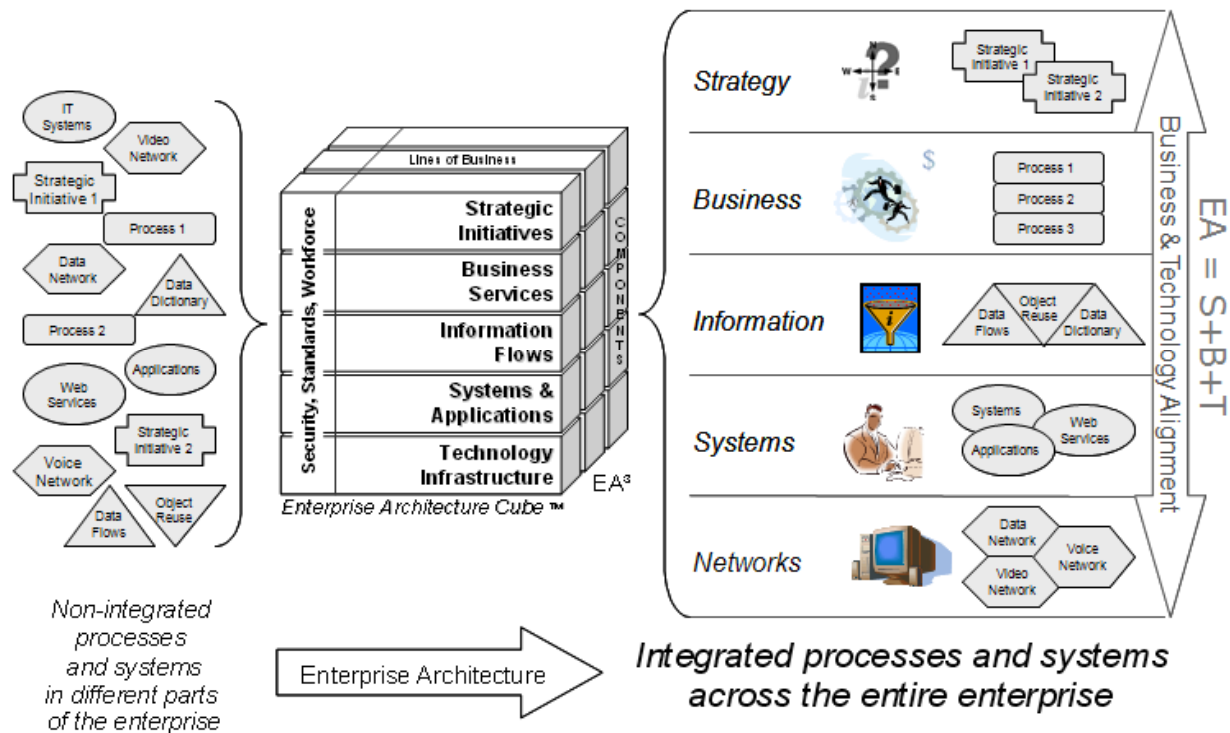 IT
Systems
Video
Network
Strategic
Initiative 1
Process 1
Data
Network
Data
Dictionary
Process 2
Applications
Web
Services
Strategic
Initiative 2
Voice
Network
Data
Flows
Object
Reuse
Non-integrated
processes
and systems
in different parts
of the enterprise
Lines of Business
Security, Standards, Workforce
Strategic
Initiatives
Business
Services
Information
Flows
Systems &
Applications
Technology
Infrastructure
COMPONENTS
EA³
Enterprise Architecture Cube ™
Enterprise Architecture
Strategy
N
W
E
S
?
i
Strategic
Initiative 1
Strategic
Initiative 2
Business
$
Process 1
Process 2
Process 3
Information
i
Data
Flows
Object
Reuse
Data
Dictionary
Systems
Systems
Applications
Web
Services
Networks
Data
Network
Voice
Network
Video
Network
Business & Technology Alignment
EA = S+B+T
Integrated processes and systems
across the entire enterprise